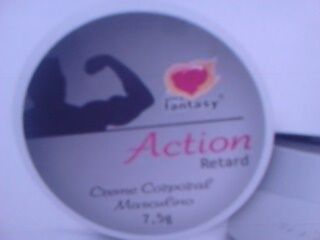 Fantasy®
Action
Retard
Creme Corporal
Masculino
7,5g